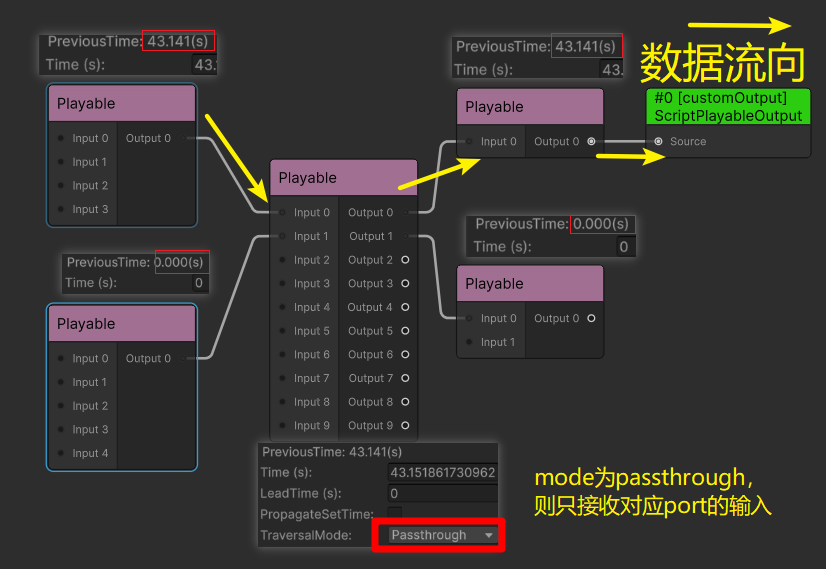 PreviousTime: 43.141(s)
Time (s): 43.
Playable
Input 0 Output 0
Input 1
Input 2
Input 3
PreviousTime: 0.000(s)
Time (s): 0
Playable
Input 0 Output 0
Input 1
Input 2
Input 3
Input 4
Playable
Input 0 Output 0
Input 1 Output 1
Input 2 Output 2
Input 3 Output 3
Input 4 Output 4
Input 5 Output 5
Input 6 Output 6
Input 7 Output 7
Input 8 Output 8
Input 9 Output 9
PreviousTime: 43.141(s)
Time (s): 43.151861730962
LeadTime (s): 0
PropagateSetTime:
TraversalMode: Passthrough
PreviousTime: 43.141(s)
Time (s): 43.
Playable
Input 0 Output 0
数据流向
#0 [customOutput]
ScriptPlayableOutput
Source
PreviousTime: 0.000(s)
Time (s): 0
Playable
Input 0 Output 0
Input 1
mode为passthrough，
则只接收对应port的输入